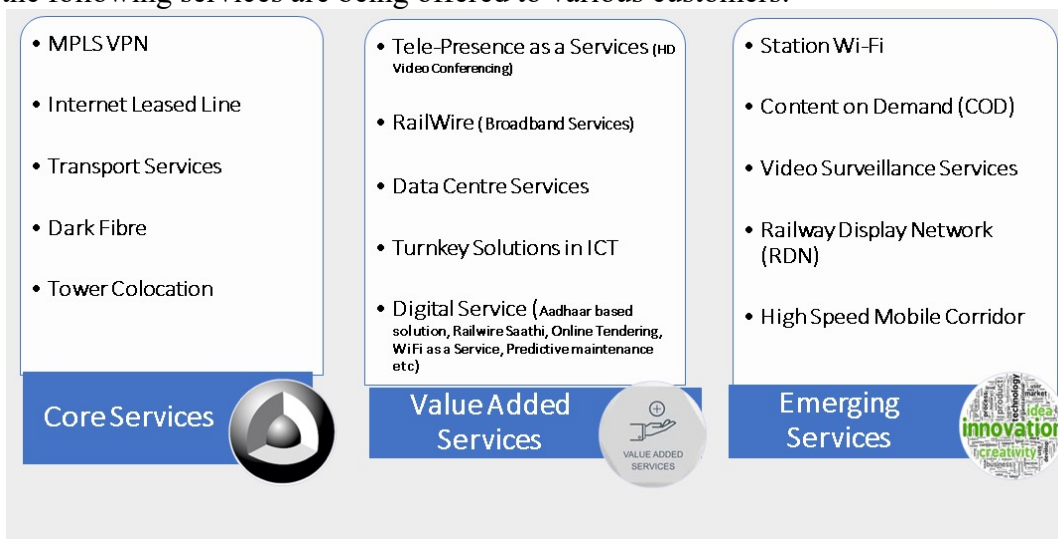 the following services are being offered to various customers:
• MPLS VPN
• Internet Leased Line
• Transport Services
• Dark Fibre
• Tower Colocation
Core Services
• Tele-Presence as a Services (HD
Video Conferencing)
• RailWire (Broadband Services)
• Data Centre Services
• Turnkey Solutions in ICT
• Digital Service (Aadhaar based
solution, Railwire Saathi, Online Tendering,
WiFi as a Service, Predictive maintenance
etc)
Value Added
Services
VALUE ADDED
SERVICES
• Station Wi-Fi
• Content on Demand (COD)
• Video Surveillance Services
• Railway Display Network
(RDN)
• High Speed Mobile Corridor
Emerging
Services
technology
market
idea
innovation
creativity
business